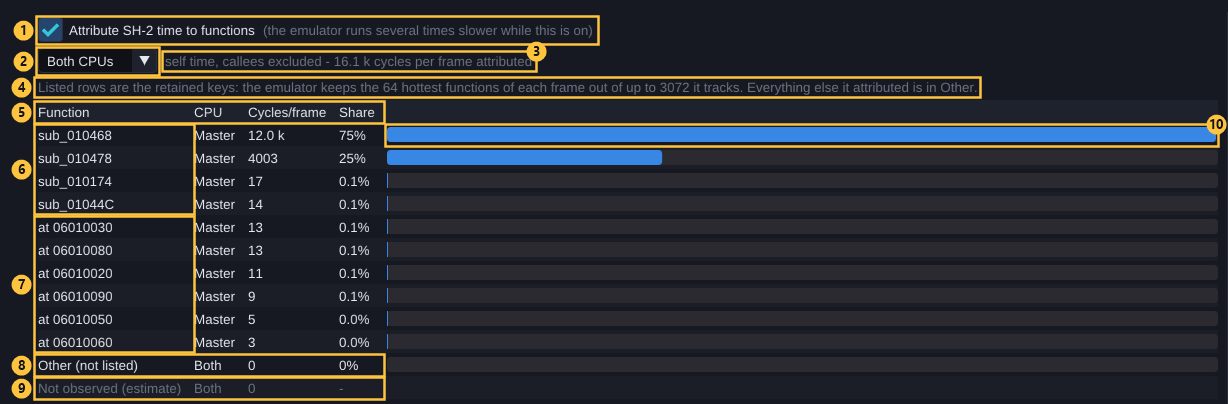 1 Attribute SH-2 time to functions (the emulator runs several times slower while this is on)
2 Both CPUs ▼ self time, callees excluded - 16.1 k cycles per frame attributed 3
4 Listed rows are the retained keys: the emulator keeps the 64 hottest functions of each frame out of up to 3072 it tracks. Everything else it attributed is in Other.
5 Function CPU Cycles/frame Share
10
sub_010468 Master 12.0 k 75%
sub_010478 Master 4003 25%
6
sub_010174 Master 17 0.1%
sub_01044C Master 14 0.1%
at 06010030 Master 13 0.1%
at 06010080 Master 13 0.1%
at 06010020 Master 11 0.1%
7
at 06010090 Master 9 0.1%
at 06010050 Master 5 0.0%
at 06010060 Master 3 0.0%
8 Other (not listed) Both 0 0%
9 Not observed (estimate) Both 0 -